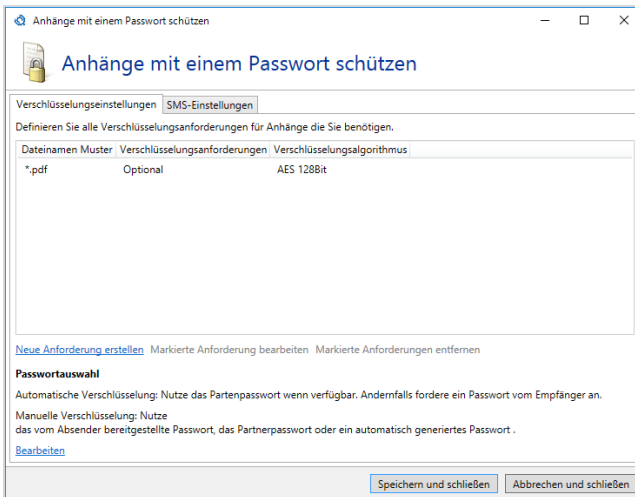 Anhänge mit einem Passwort schützen
Anhänge mit einem Passwort schützen
Verschlüsselungseinstellungen SMS-Einstellungen
Definieren Sie alle Verschlüsselungsanforderungen für Anhänge die Sie benötigen.
Dateinamen Muster Verschlüsselungsanforderungen Verschlüsselungsalgorithmus
*.pdf Optional AES 128Bit
Neue Anforderung erstellen Markierte Anforderung bearbeiten Markierte Anforderungen entfernen
Passwortauswahl
Automatische Verschlüsselung: Nutze das Partenpasswort wenn verfügbar. Andernfalls fordere ein Passwort vom Empfänger an.
Manuelle Verschlüsselung: Nutze
das vom Absender bereitgestellte Passwort, das Partnerpasswort oder ein automatisch generiertes Passwort .
Bearbeiten
Speichern und schließen Abbrechen und schließen